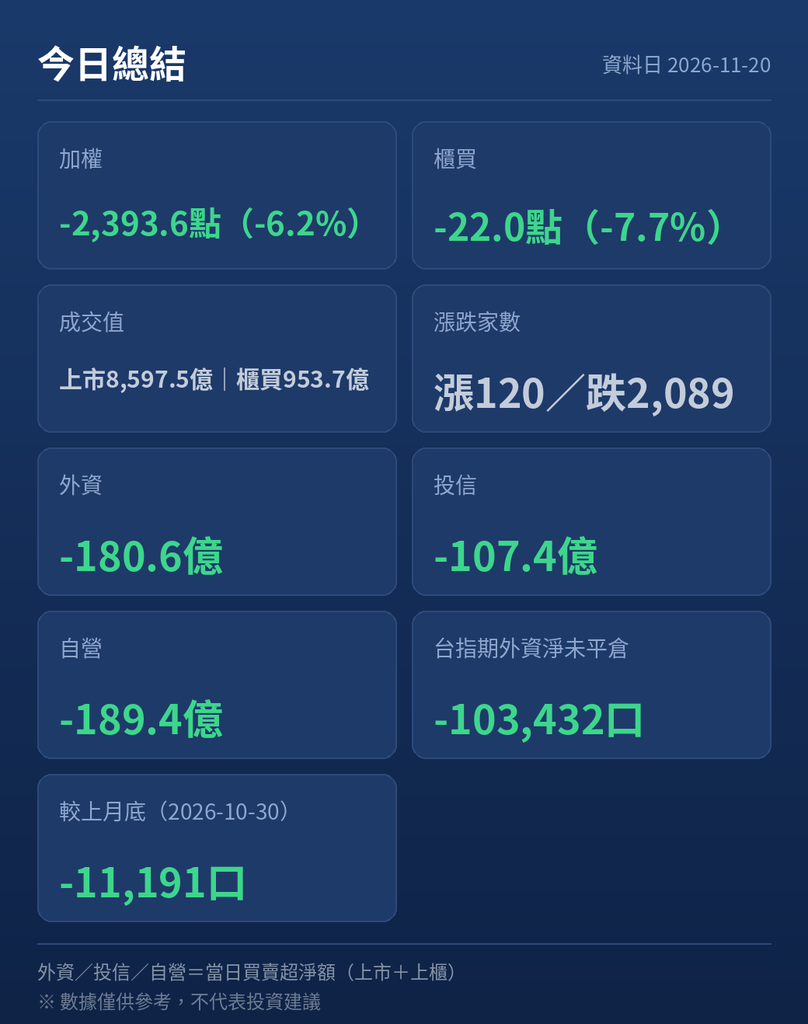 今日總結
資料日 2026-11-20
加權
-2,393.6點（-6.2%）
櫃買
-22.0點（-7.7%）
成交值
上市8,597.5億｜櫃買953.7億
漲跌家數
漲120／跌2,089
外資
-180.6億
投信
-107.4億
自營
-189.4億
台指期外資淨未平倉
-103,432口
較上月底（2026-10-30）
-11,191口
外資／投信／自營＝當日買賣超淨額（上市＋上櫃）
※ 數據僅供參考，不代表投資建議